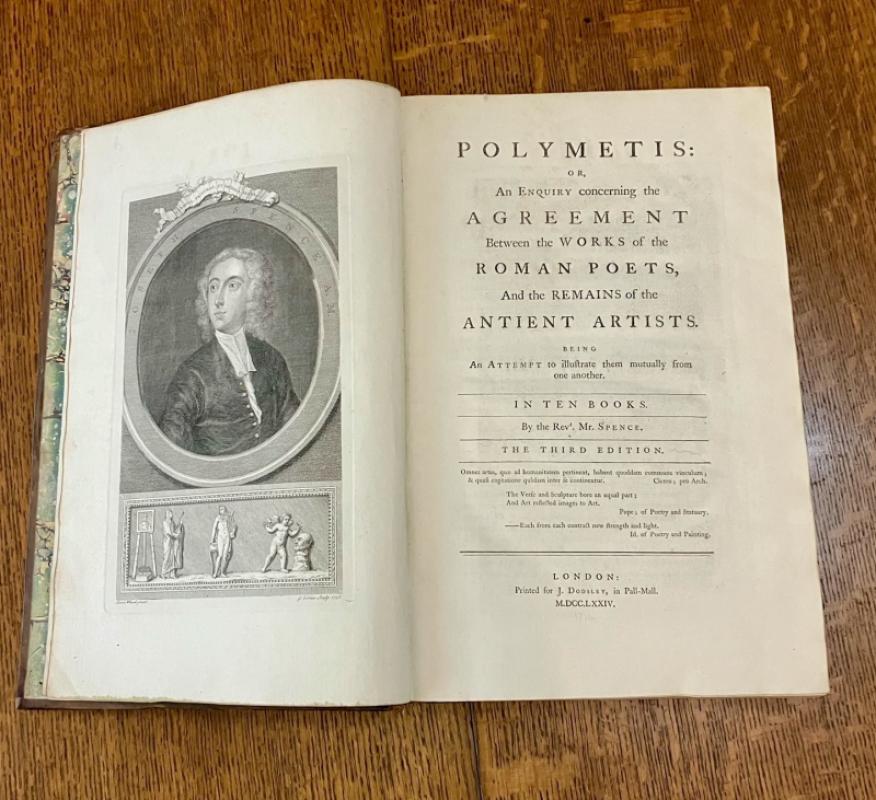 JOSEPH SPENCE, A.M.
POLYMETIS:
OR,
An ENQUIRY concerning the
AGREEMENT
Between the WORKS of the
ROMAN POETS,
And the REMAINS of the
ANTIENT ARTISTS.
BEING
An ATTEMPT to illuſtrate them mutually from
one another.
IN TEN BOOKS.
By the Revd. Mr. SPENCE.
THE THIRD EDITION.
Omnes artes, quæ ad humanitatem pertinent, habent quoddam commune vinculum;
& quaſi cognatione quâdam inter ſe continentur. Cicero; pro Arch.
The Verſe and Sculpture bore an equal part;
And Art reflected images to Art.
Pope; of Poetry and Statuary.
——Each from each contract new ſtrength and light.
Id. of Poetry and Painting.
LONDON:
Printed for J. DODSLEY, in Pall-Mall.
M.DCC.LXXIV.